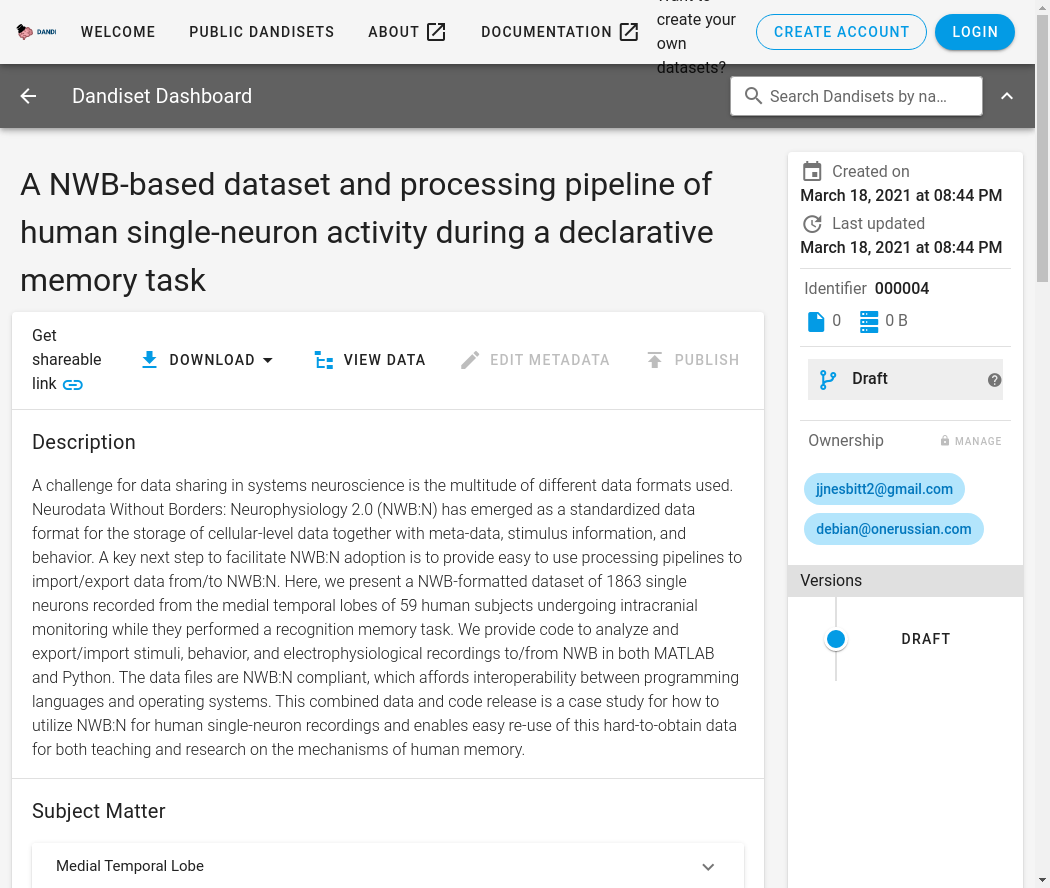 DANDI
WELCOME
PUBLIC DANDISETS
ABOUT
DOCUMENTATION
create your
own
datasets?
CREATE ACCOUNT
LOGIN
Dandiset Dashboard
Search Dandisets by na...
A NWB-based dataset and processing pipeline of
human single-neuron activity during a declarative
memory task
Get
shareable
link
DOWNLOAD
VIEW DATA
EDIT METADATA
PUBLISH
Description
A challenge for data sharing in systems neuroscience is the multitude of different data formats used.
Neurodata Without Borders: Neurophysiology 2.0 (NWB:N) has emerged as a standardized data
format for the storage of cellular-level data together with meta-data, stimulus information, and
behavior. A key next step to facilitate NWB:N adoption is to provide easy to use processing pipelines to
import/export data from/to NWB:N. Here, we present a NWB-formatted dataset of 1863 single
neurons recorded from the medial temporal lobes of 59 human subjects undergoing intracranial
monitoring while they performed a recognition memory task. We provide code to analyze and
export/import stimuli, behavior, and electrophysiological recordings to/from NWB in both MATLAB
and Python. The data files are NWB:N compliant, which affords interoperability between programming
languages and operating systems. This combined data and code release is a case study for how to
utilize NWB:N for human single-neuron recordings and enables easy re-use of this hard-to-obtain data
for both teaching and research on the mechanisms of human memory.
Subject Matter
Medial Temporal Lobe
Created on
March 18, 2021 at 08:44 PM
Last updated
March 18, 2021 at 08:44 PM
Identifier 000004
0
0 B
Draft
?
Ownership
MANAGE
jjnesbitt2@gmail.com
debian@onerussian.com
Versions
DRAFT